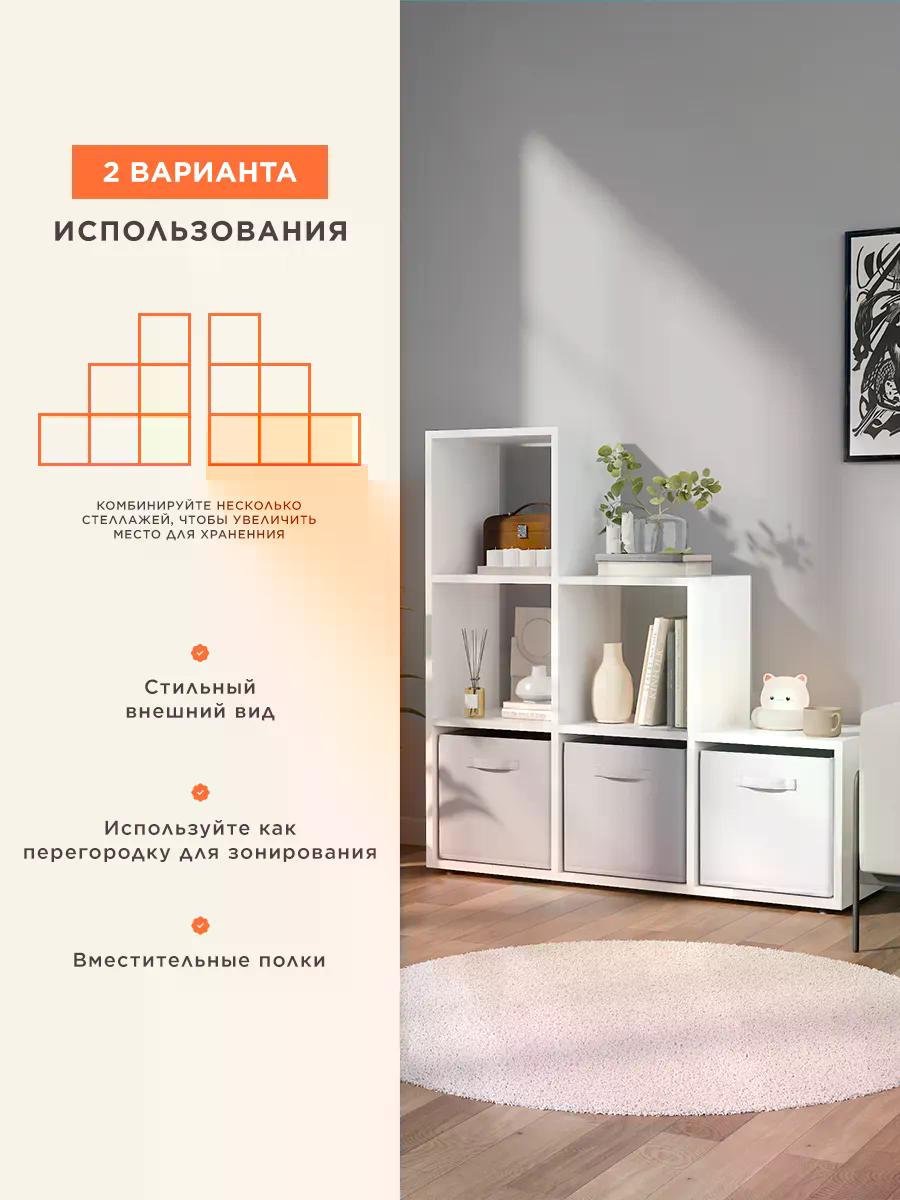 2 ВАРИАНТА
ИСПОЛЬЗОВАНИЯ
КОМБИНИРУЙТЕ НЕСКОЛЬКО
СТЕЛЛАЖЕЙ, ЧТОБЫ УВЕЛИЧИТЬ
МЕСТО ДЛЯ ХРАНЕННИЯ
Стильный
внешний вид
Используйте как
перегородку для зонирования
Вместительные полки